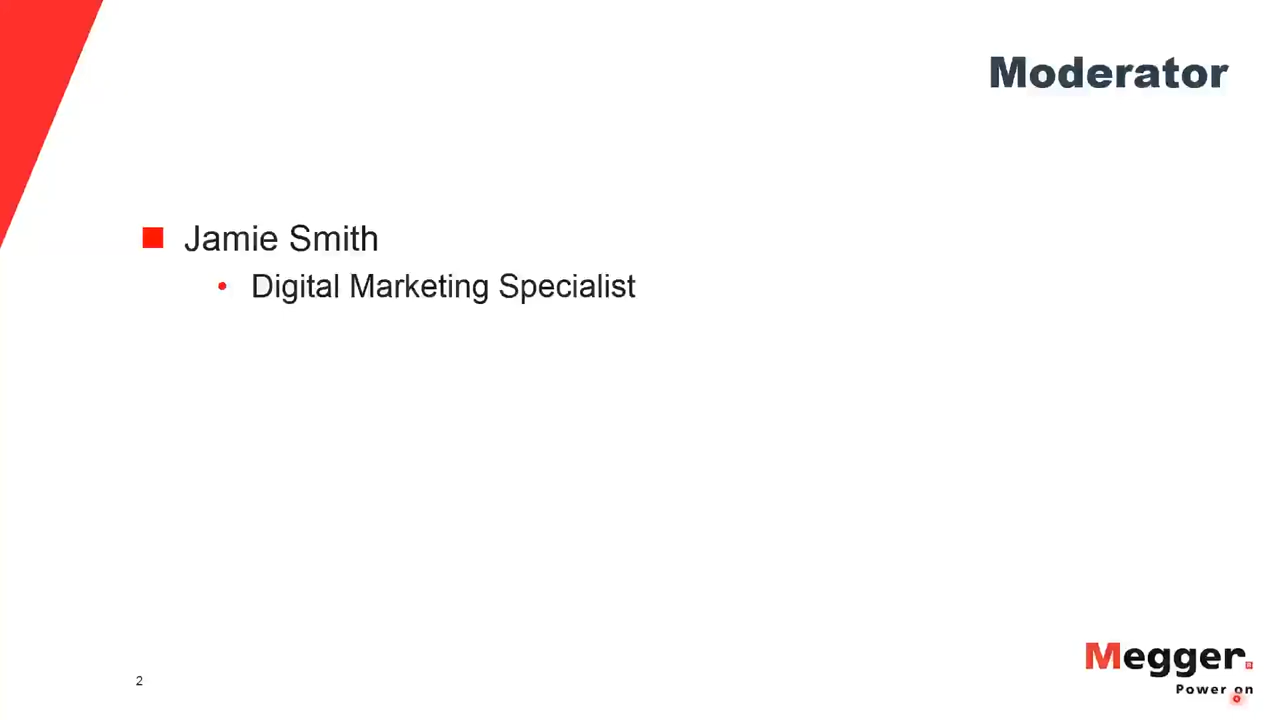 Moderator
Jamie Smith
Digital Marketing Specialist
2
Megger
Power on